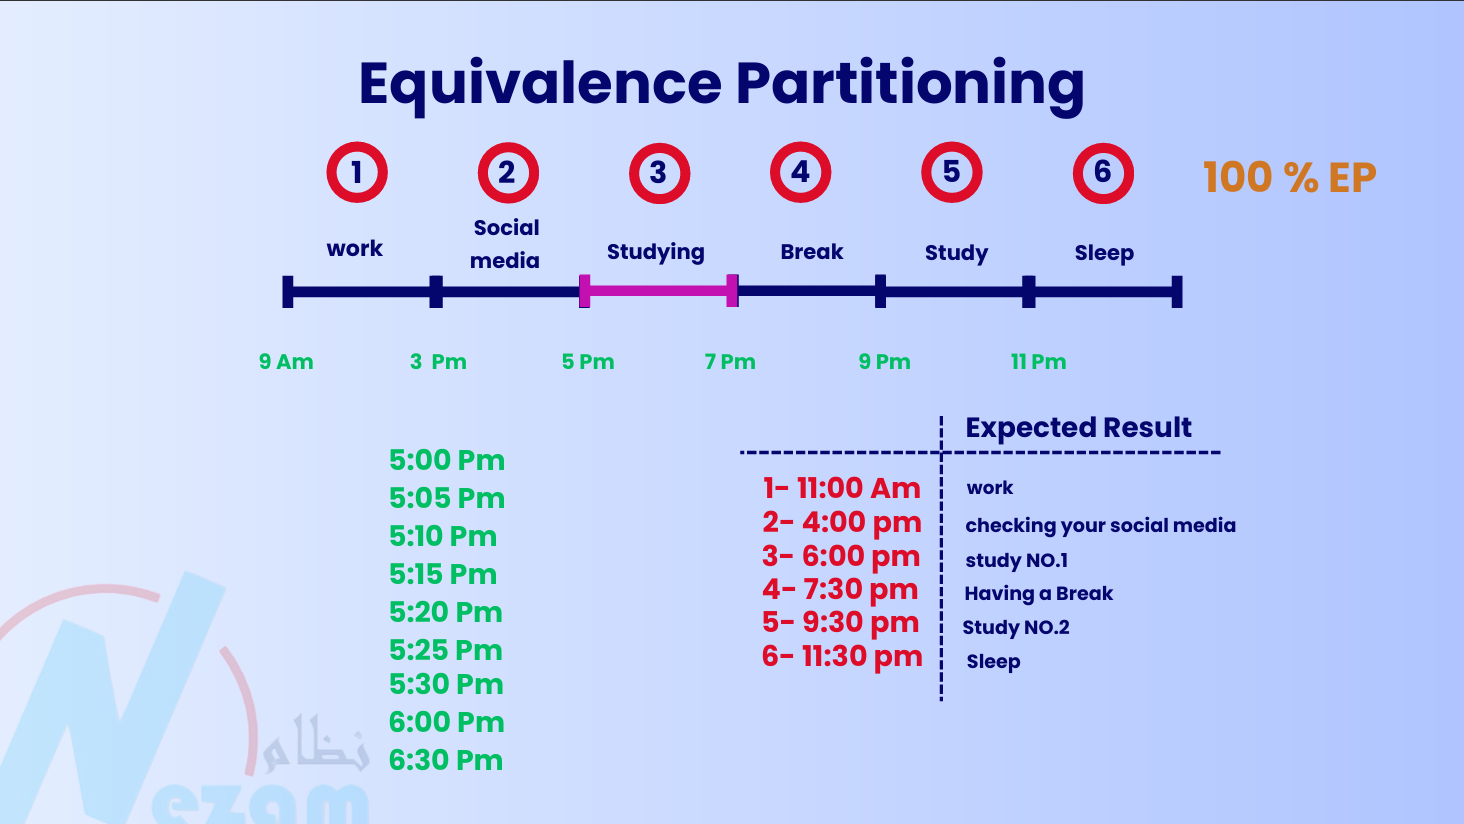 Equivalence Partitioning
1 2 3 4 5 6 100 % EP
work Social media Studying Break Study Sleep
9 Am 3 Pm 5 Pm 7 Pm 9 Pm 11 Pm
5:00 Pm
5:05 Pm
5:10 Pm
5:15 Pm
5:20 Pm
5:25 Pm
5:30 Pm
6:00 Pm
6:30 Pm
Expected Result
1- 11:00 Am work
2- 4:00 pm checking your social media
3- 6:00 pm study NO.1
4- 7:30 pm Having a Break
5- 9:30 pm Study NO.2
6- 11:30 pm Sleep
نظام
Nezam